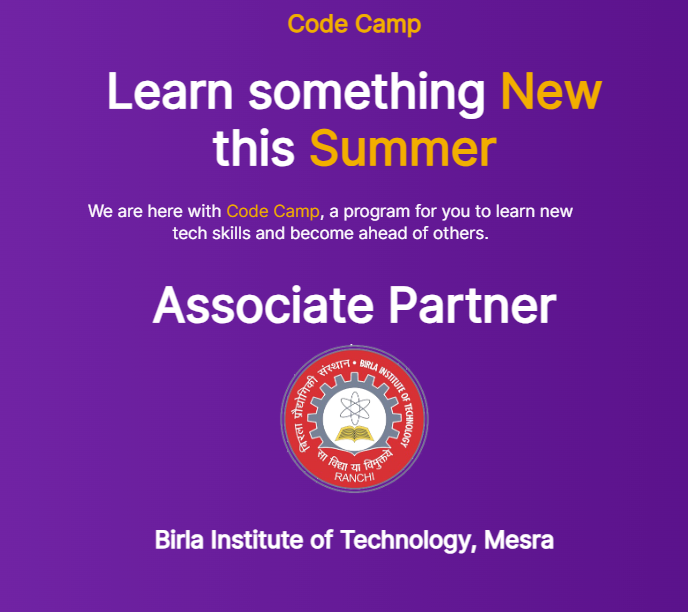 Code Camp
Learn something New
this Summer
We are here with Code Camp, a program for you to learn new
tech skills and become ahead of others.
Associate Partner
बिरला प्रौद्योगिकी संस्थान • BIRLA INSTITUTE OF TECHNOLOGY
सा विद्या या विमुक्तये
RANCHI
Birla Institute of Technology, Mesra